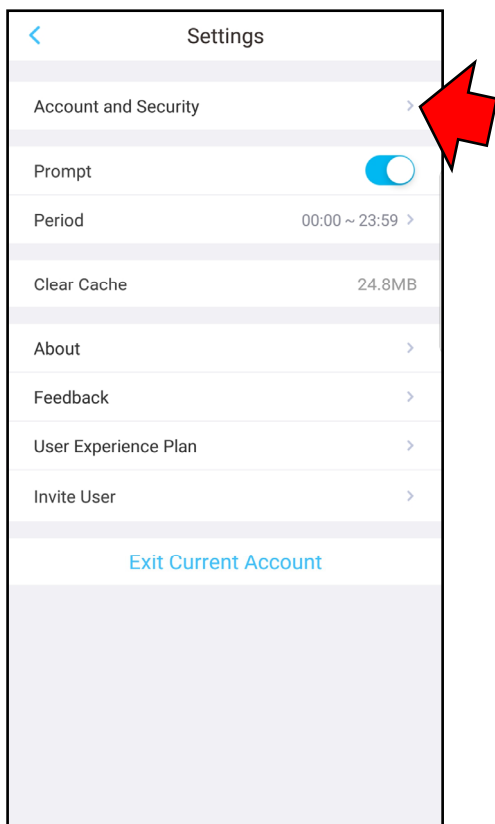 Settings
Account and Security
Prompt
Period 00:00 ~ 23:59
Clear Cache 24.8MB
About
Feedback
User Experience Plan
Invite User
Exit Current Account